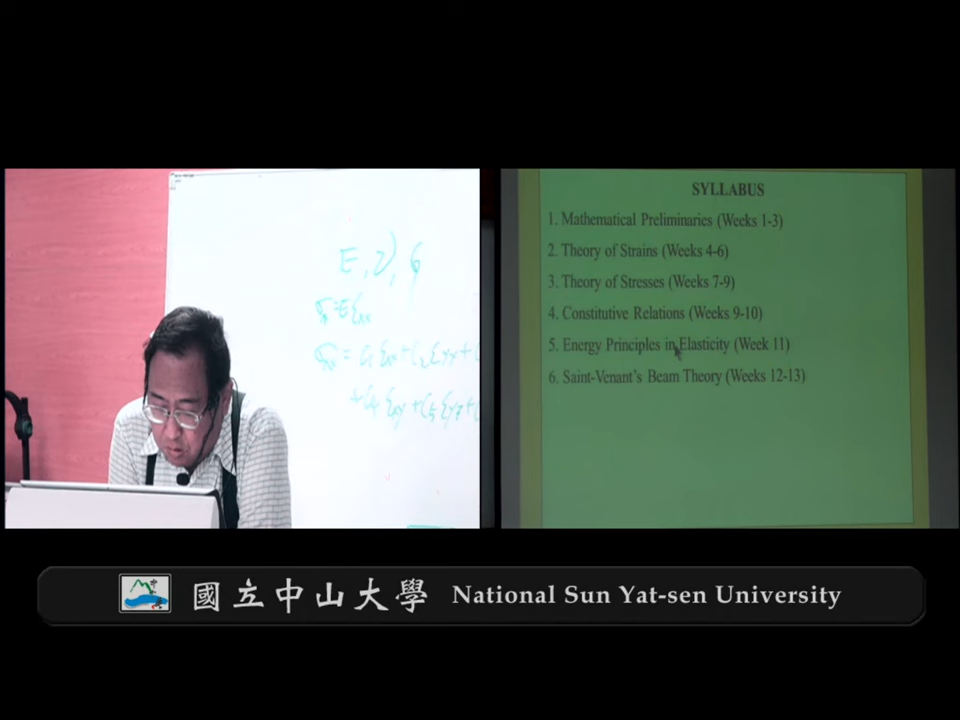 E, ν, G
SYLLABUS
1. Mathematical Preliminaries (Weeks 1-3)
2. Theory of Strains (Weeks 4-6)
3. Theory of Stresses (Weeks 7-9)
4. Constitutive Relations (Weeks 9-10)
5. Energy Principles in Elasticity (Week 11)
6. Saint-Venant's Beam Theory (Weeks 12-13)
國立中山大學 National Sun Yat-sen University